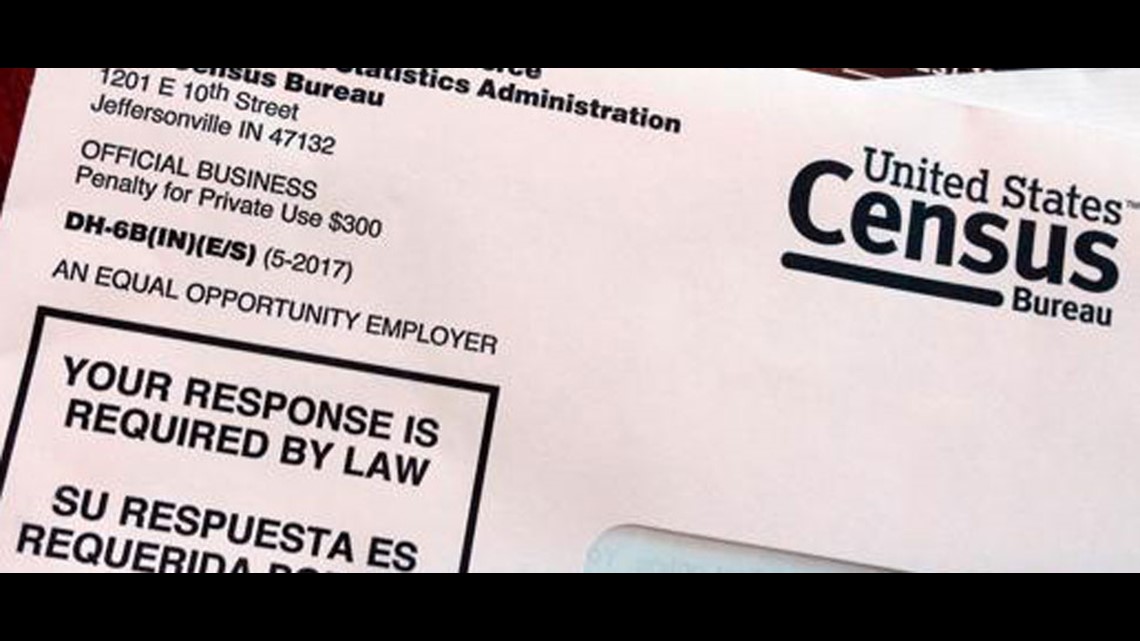 Statistics Administration
Census Bureau
1201 E 10th Street
Jeffersonville IN 47132
OFFICIAL BUSINESS
Penalty for Private Use $300
DH-6B(IN)(E/S) (5-2017)
AN EQUAL OPPORTUNITY EMPLOYER
YOUR RESPONSE IS
REQUIRED BY LAW
SU RESPUESTA ES
REQUERIDA
United States™
Census
Bureau